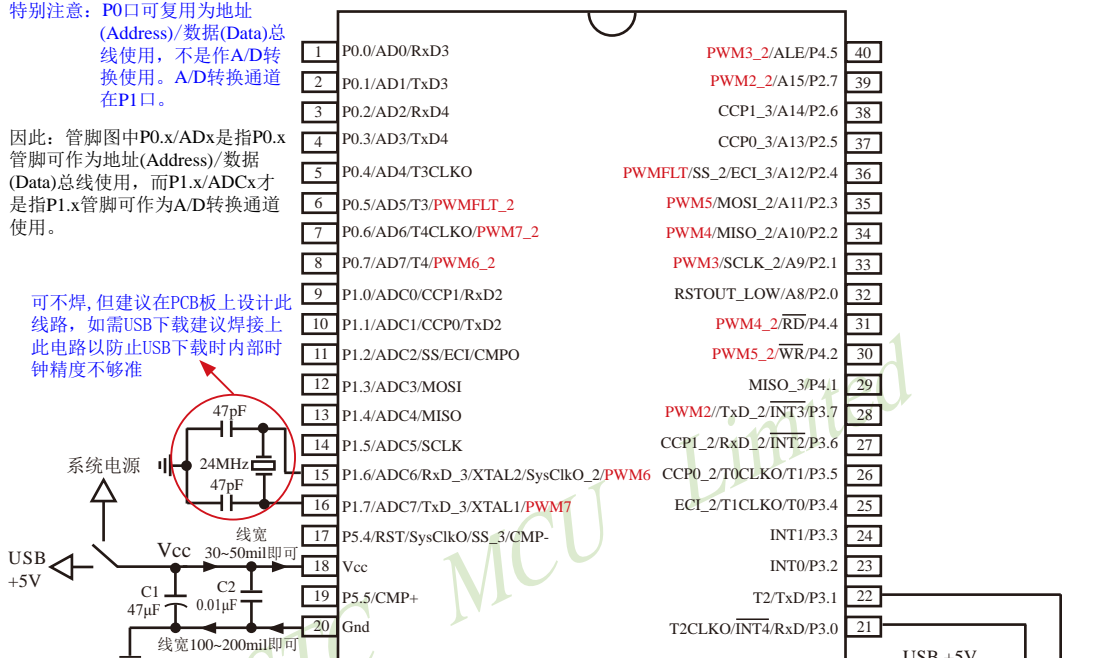 特别注意：P0口可复用为地址
(Address)/数据(Data)总
线使用，不是作A/D转
换使用。A/D转换通道
在P1口。
因此：管脚图中P0.x/ADx是指P0.x
管脚可作为地址(Address)/数据
(Data)总线使用，而P1.x/ADCx才
是指P1.x管脚可作为A/D转换通道
使用。
可不焊,但建议在PCB板上设计此
线路，如需USB下载建议焊接上
此电路以防止USB下载时内部时
钟精度不够准
47pF
24MHz
47pF
系统电源
USB
+5V
Vcc
线宽
30~50mil即可
C1
47μF
C2
0.01μF
线宽100~200mil即可
1 P0.0/AD0/RxD3
2 P0.1/AD1/TxD3
3 P0.2/AD2/RxD4
4 P0.3/AD3/TxD4
5 P0.4/AD4/T3CLKO
6 P0.5/AD5/T3/PWMFLT_2
7 P0.6/AD6/T4CLKO/PWM7_2
8 P0.7/AD7/T4/PWM6_2
9 P1.0/ADC0/CCP1/RxD2
10 P1.1/ADC1/CCP0/TxD2
11 P1.2/ADC2/SS/ECI/CMPO
12 P1.3/ADC3/MOSI
13 P1.4/ADC4/MISO
14 P1.5/ADC5/SCLK
15 P1.6/ADC6/RxD_3/XTAL2/SysClkO_2/PWM6
16 P1.7/ADC7/TxD_3/XTAL1/PWM7
17 P5.4/RST/SysClkO/SS_3/CMP-
18 Vcc
19 P5.5/CMP+
20 Gnd
PWM3_2/ALE/P4.5 40
PWM2_2/A15/P2.7 39
CCP1_3/A14/P2.6 38
CCP0_3/A13/P2.5 37
PWMFLT/SS_2/ECI_3/A12/P2.4 36
PWM5/MOSI_2/A11/P2.3 35
PWM4/MISO_2/A10/P2.2 34
PWM3/SCLK_2/A9/P2.1 33
RSTOUT_LOW/A8/P2.0 32
PWM4_2/RD/P4.4 31
PWM5_2/WR/P4.2 30
MISO_3/P4.1 29
PWM2//TxD_2/INT3/P3.7 28
CCP1_2/RxD_2/INT2/P3.6 27
CCP0_2/T0CLKO/T1/P3.5 26
ECI_2/T1CLKO/T0/P3.4 25
INT1/P3.3 24
INT0/P3.2 23
T2/TxD/P3.1 22
T2CLKO/INT4/RxD/P3.0 21
USB +5V
MCU Limited